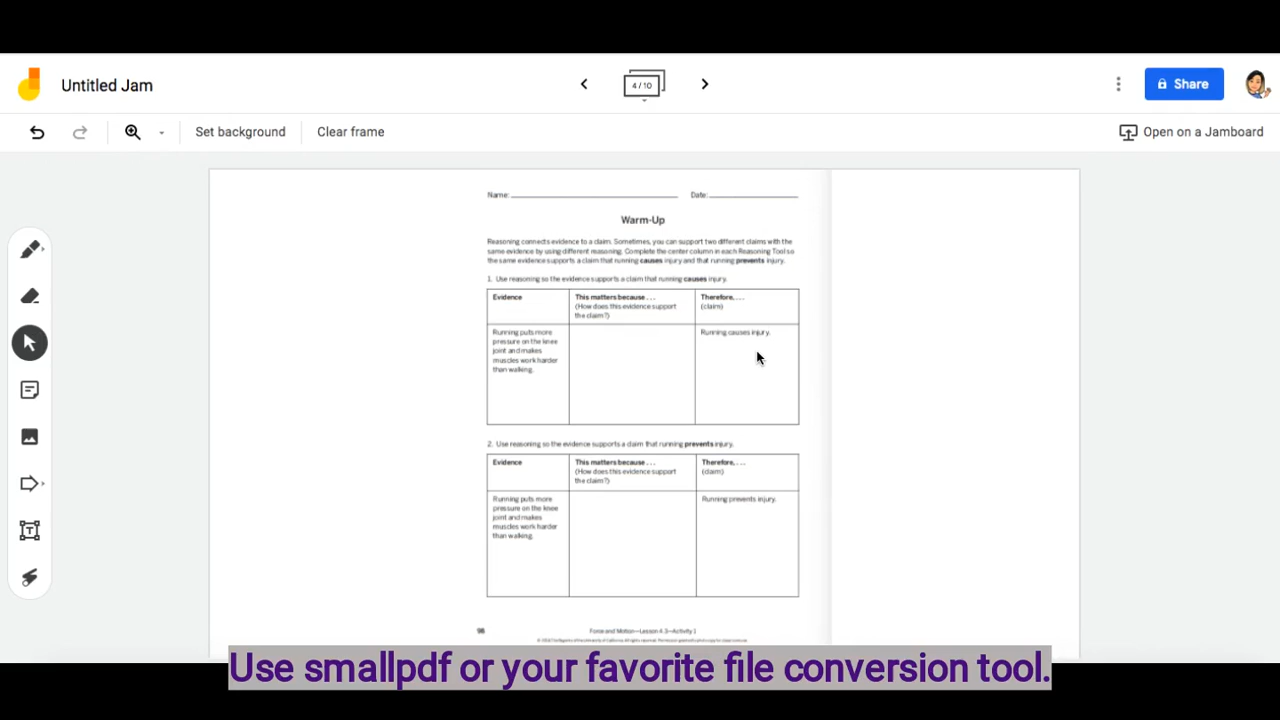 Untitled Jam
4 / 10
Share
Set background
Clear frame
Open on a Jamboard
Name: Date:
Warm-Up
Reasoning connects evidence to a claim. Sometimes, you can support two different claims with the
same evidence by using different reasoning. Complete the center column in each Reasoning Tool so
the same evidence supports a claim that running causes injury and that running prevents injury.
1. Use reasoning so the evidence supports a claim that running causes injury.
Evidence
This matters because . . .
(How does this evidence support
the claim?)
Therefore, . . .
(claim)
Running puts more
pressure on the knee
joint and makes
muscles work harder
than walking.
Running causes injury.
2. Use reasoning so the evidence supports a claim that running prevents injury.
Evidence
This matters because . . .
(How does this evidence support
the claim?)
Therefore, . . .
(claim)
Running puts more
pressure on the knee
joint and makes
muscles work harder
than walking.
Running prevents injury.
98
Force and Motion—Lesson 4.3—Activity 1
Use smallpdf or your favorite file conversion tool.